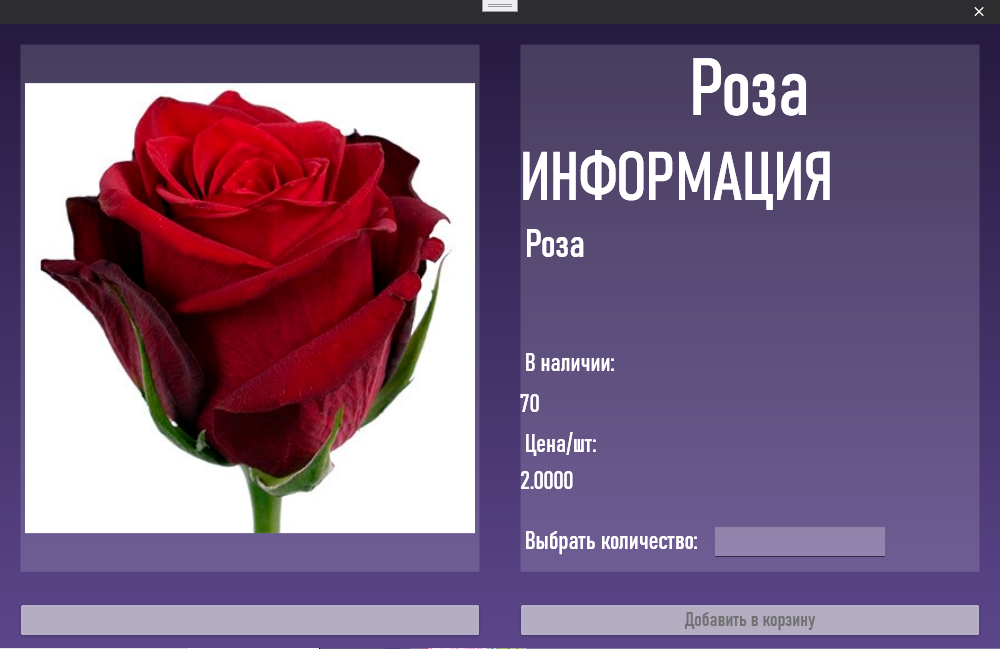 Роза
ИНФОРМАЦИЯ
Роза
В наличии:
70
Цена/шт:
2.0000
Выбрать количество:
Добавить в корзину